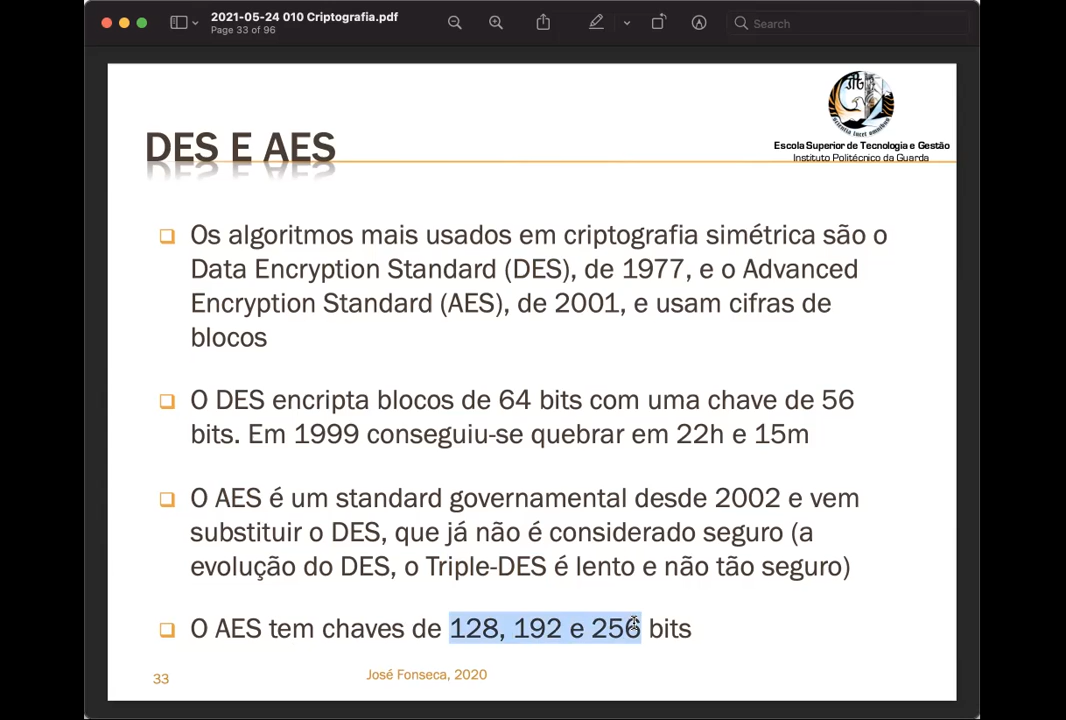 2021-05-24 010 Criptografia.pdf
Page 33 of 96
Search
Escola Superior de Tecnologia e Gestão
Instituto Politécnico da Guarda
DES E AES
Os algoritmos mais usados em criptografia simétrica são o
Data Encryption Standard (DES), de 1977, e o Advanced
Encryption Standard (AES), de 2001, e usam cifras de
blocos
O DES encripta blocos de 64 bits com uma chave de 56
bits. Em 1999 conseguiu-se quebrar em 22h e 15m
O AES é um standard governamental desde 2002 e vem
substituir o DES, que já não é considerado seguro (a
evolução do DES, o Triple-DES é lento e não tão seguro)
O AES tem chaves de 128, 192 e 256 bits
33
José Fonseca, 2020